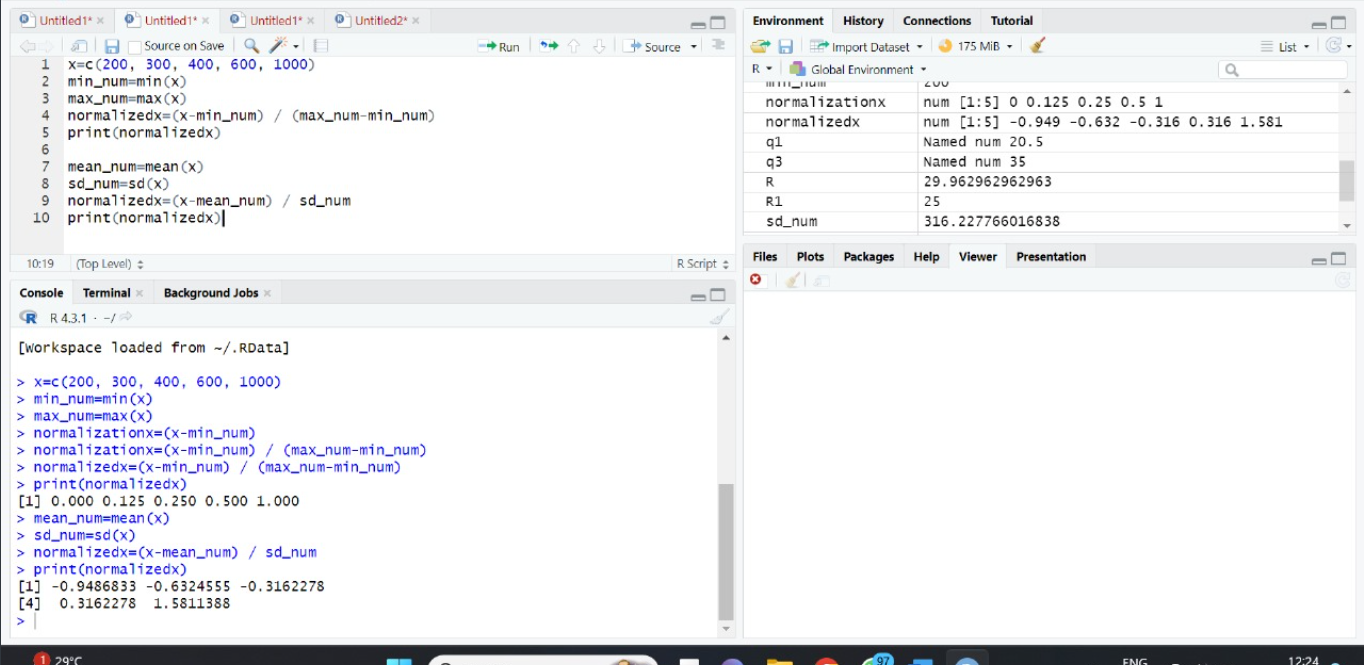 Untitled1* × Untitled1* × Untitled1* × Untitled2* ×
Source on Save Run Source
1 x=c(200, 300, 400, 600, 1000)
2 min_num=min(x)
3 max_num=max(x)
4 normalizedx=(x-min_num) / (max_num-min_num)
5 print(normalizedx)
6
7 mean_num=mean(x)
8 sd_num=sd(x)
9 normalizedx=(x-mean_num) / sd_num
10 print(normalizedx)
10:19 (Top Level) R Script
Console Terminal × Background Jobs ×
R R 4.3.1 · ~/
[Workspace loaded from ~/.RData]
> x=c(200, 300, 400, 600, 1000)
> min_num=min(x)
> max_num=max(x)
> normalizationx=(x-min_num)
> normalizationx=(x-min_num) / (max_num-min_num)
> normalizedx=(x-min_num) / (max_num-min_num)
> print(normalizedx)
[1] 0.000 0.125 0.250 0.500 1.000
> mean_num=mean(x)
> sd_num=sd(x)
> normalizedx=(x-mean_num) / sd_num
> print(normalizedx)
[1] -0.9486833 -0.6324555 -0.3162278
[4] 0.3162278 1.5811388
>
Environment History Connections Tutorial
Import Dataset 175 MiB List
R Global Environment
min_num 200
normalizationx num [1:5] 0 0.125 0.25 0.5 1
normalizedx num [1:5] -0.949 -0.632 -0.316 0.316 1.581
q1 Named num 20.5
q3 Named num 35
R 29.962962962963
R1 25
sd_num 316.227766016838
Files Plots Packages Help Viewer Presentation
1 29°C 97 ENG 12:24